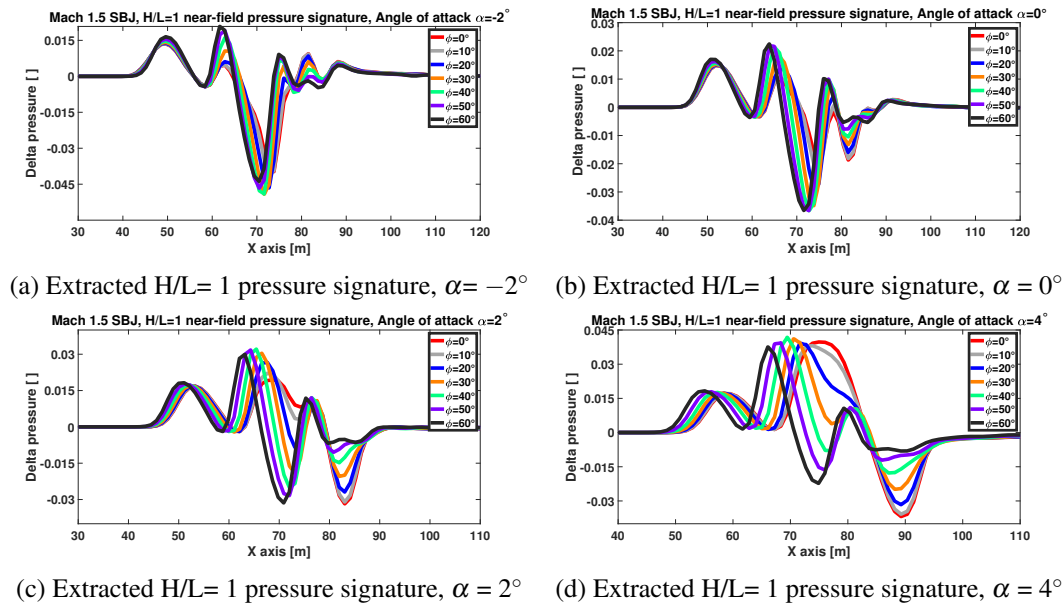 Mach 1.5 SBJ, H/L=1 near-field pressure signature, Angle of attack α=-2°
Delta pressure [ ]
0.015
0
-0.015
-0.03
-0.045
30 40 50 60 70 80 90 100 110 120
X axis [m]
ϕ=0°
ϕ=10°
ϕ=20°
ϕ=30°
ϕ=40°
ϕ=50°
ϕ=60°
(a) Extracted H/L= 1 pressure signature, α= −2°
Mach 1.5 SBJ, H/L=1 near-field pressure signature, Angle of attack α=0°
Delta pressure [ ]
0.03
0.02
0.01
0
-0.01
-0.02
-0.03
-0.04
30 40 50 60 70 80 90 100 110 120
X axis [m]
ϕ=0°
ϕ=10°
ϕ=20°
ϕ=30°
ϕ=40°
ϕ=50°
ϕ=60°
(b) Extracted H/L= 1 pressure signature, α = 0°
Mach 1.5 SBJ, H/L=1 near-field pressure signature, Angle of attack α=2°
Delta pressure [ ]
0.03
0.015
0
-0.015
-0.03
30 40 50 60 70 80 90 100 110 120
X axis [m]
ϕ=0°
ϕ=10°
ϕ=20°
ϕ=30°
ϕ=40°
ϕ=50°
ϕ=60°
(c) Extracted H/L= 1 pressure signature, α = 2°
Mach 1.5 SBJ, H/L=1 near-field pressure signature, Angle of attack α=4°
Delta pressure [ ]
0.045
0.03
0.015
0
-0.015
-0.03
40 50 60 70 80 90 100 110
X axis [m]
ϕ=0°
ϕ=10°
ϕ=20°
ϕ=30°
ϕ=40°
ϕ=50°
ϕ=60°
(d) Extracted H/L= 1 pressure signature, α = 4°